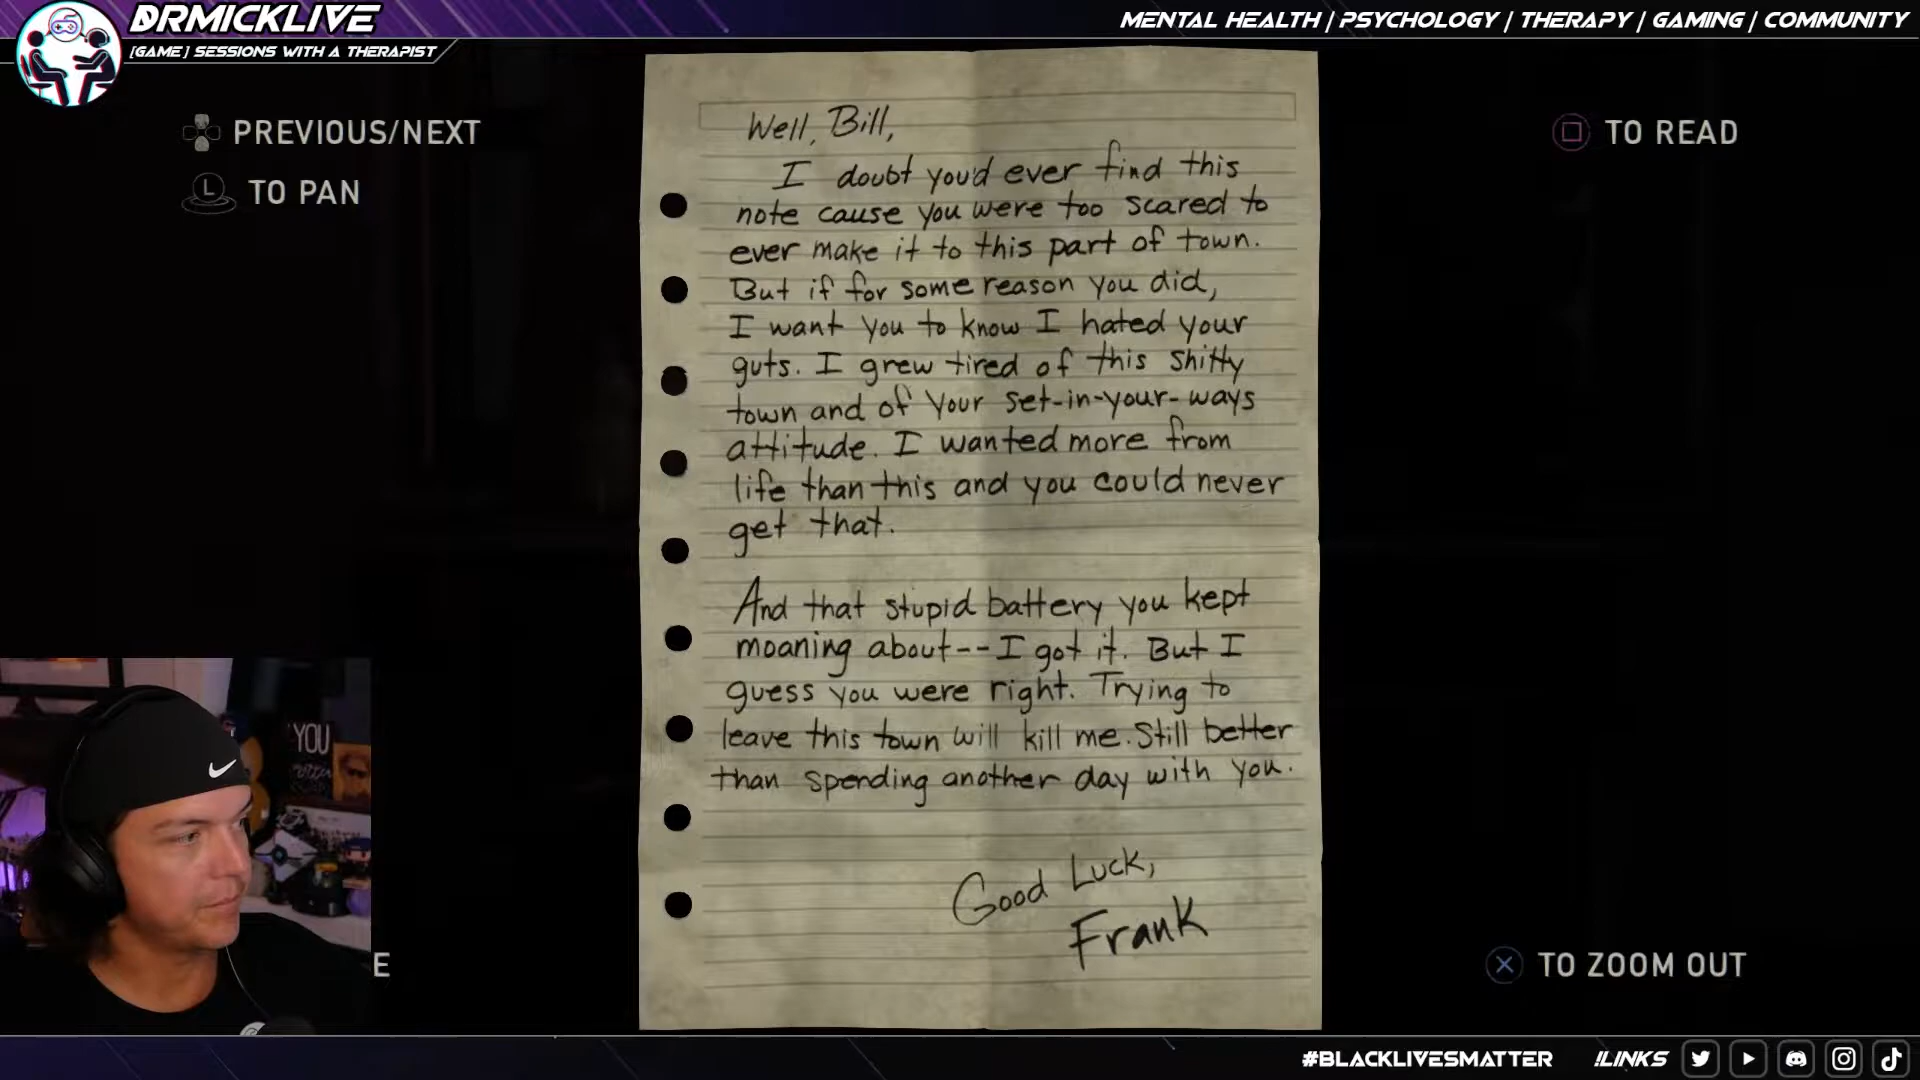 DRMICKLIVE
[GAME] SESSIONS WITH A THERAPIST
MENTAL HEALTH | PSYCHOLOGY | THERAPY | GAMING | COMMUNITY
PREVIOUS/NEXT
L TO PAN
TO READ
Well, Bill,
I doubt you'd ever find this
note cause you were too scared to
ever make it to this part of town.
But if for some reason you did,
I want you to know I hated your
guts. I grew tired of this shitty
town and of your set-in-your-ways
attitude. I wanted more from
life than this and you could never
get that.
And that stupid battery you kept
moaning about--I got it. But I
guess you were right. Trying to
leave this town will kill me. Still better
than spending another day with you.
Good Luck,
Frank
YOU
E
TO ZOOM OUT
#BLACKLIVESMATTER
!LINKS